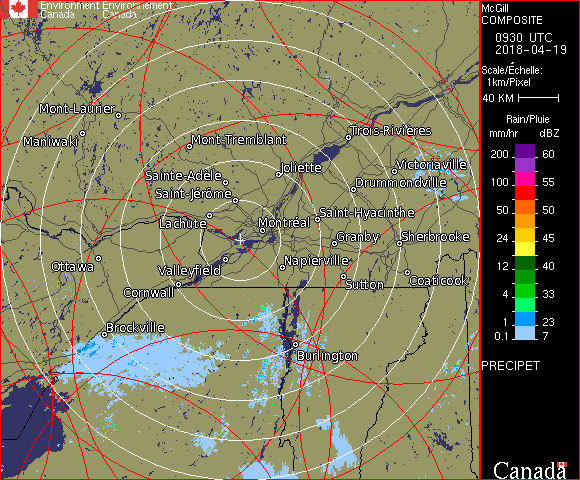 Environment Environnement
Canada Canada
McGill
COMPOSITE
0930 UTC
2018-04-19
Scale/Échelle:
1km/Pixel
40 KM
Rain/Pluie
mm/hr dBZ
200 60
55
100 55
50 50
24 45
12 40
4 33
1 23
0.1 7
PRECIPET
Canada
Mont-Laurier
Maniwaki
Mont-Tremblant
Trois-Rivières
Victoriaville
Joliette
Sainte-Adèle
Drummondville
Saint-Jérôme
Saint-Hyacinthe
Lachute
Montréal
Granby
Sherbrooke
Ottawa
Valleyfield
Napierville
Cornwall
Sutton
Coaticook
Brockville
Burlington